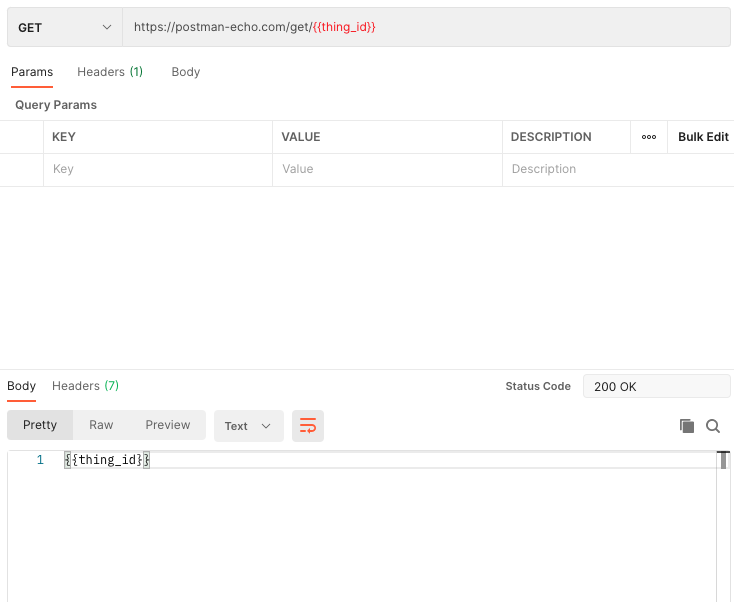 GET https://postman-echo.com/get/{{thing_id}}
Params Headers (1) Body
Query Params
KEY VALUE DESCRIPTION ooo Bulk Edit
Key Value Description
Body Headers (7) Status Code 200 OK
Pretty Raw Preview Text
1 {{thing_id}}